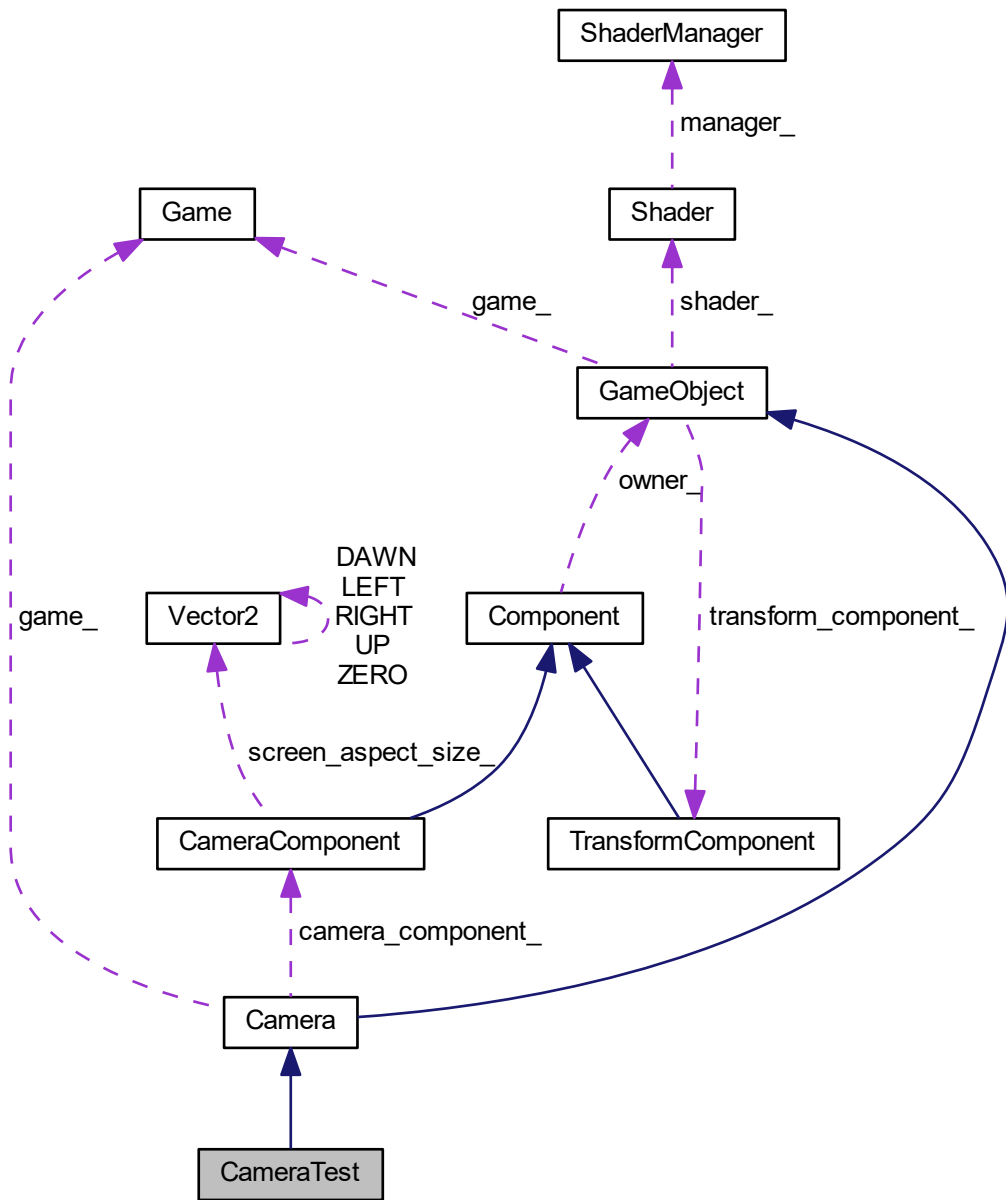 ShaderManager
manager_
Game
Shader
game_
shader_
GameObject
owner_
DAWN
LEFT
RIGHT
UP
ZERO
Vector2
Component
game_
transform_component_
screen_aspect_size_
CameraComponent
TransformComponent
camera_component_
Camera
CameraTest